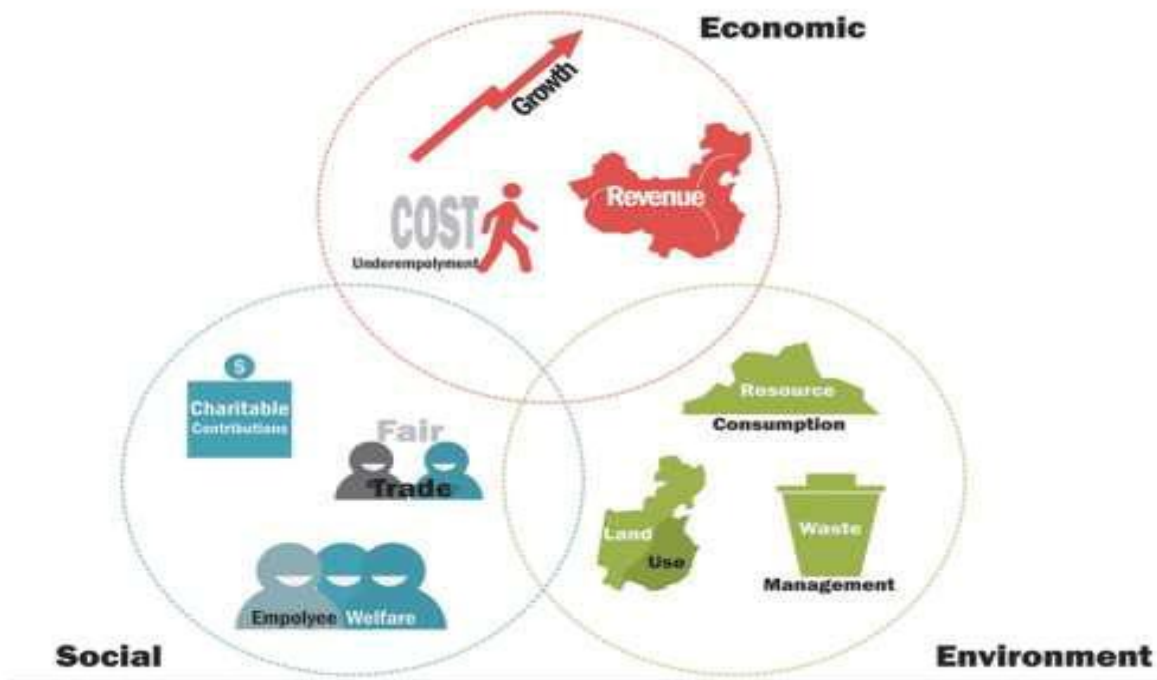 Economic
Growth
Revenue
COST
Underempolyment
S
Charitable
Contributions
Fair
Trade
Empolyee Welfare
Social
Resource
Consumption
Land
Use
Waste
Management
Environment